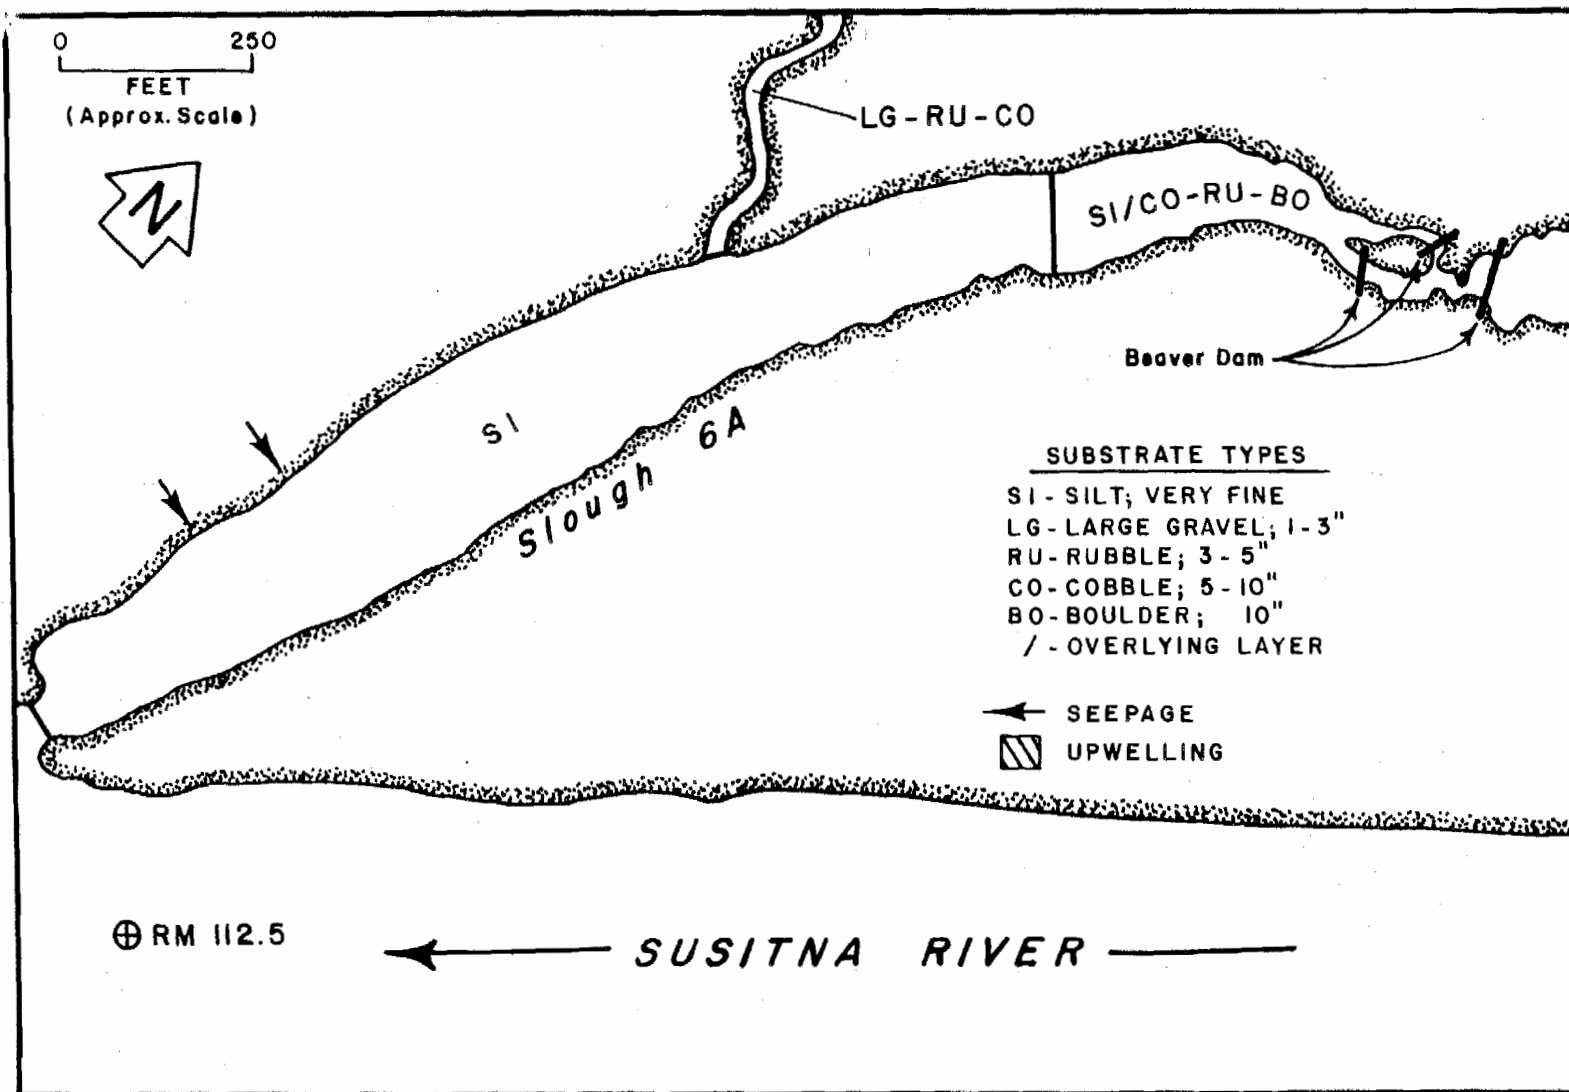 0 250
FEET
(Approx. Scale)
N
LG-RU-CO
SI/CO-RU-BO
Beaver Dam
SI
Slough 6A
SUBSTRATE TYPES
SI - SILT; VERY FINE
LG-LARGE GRAVEL; 1-3"
RU-RUBBLE; 3-5"
CO-COBBLE; 5-10"
BO-BOULDER; 10"
/ - OVERLYING LAYER
SEEPAGE
UPWELLING
RM 112.5
SUSITNA RIVER